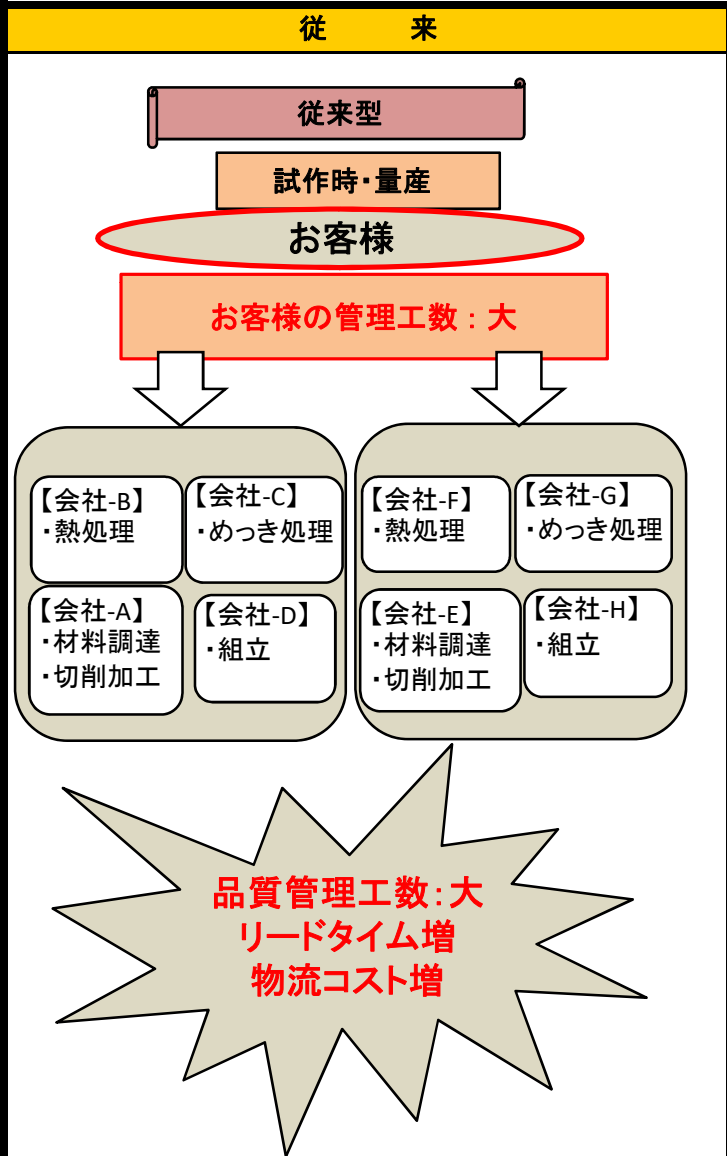 従　来
従来型
試作時・量産
お客様
お客様の管理工数：大
【会社-B】
・熱処理
【会社-C】
・めっき処理
【会社-A】
・材料調達
・切削加工
【会社-D】
・組立
【会社-F】
・熱処理
【会社-G】
・めっき処理
【会社-E】
・材料調達
・切削加工
【会社-H】
・組立
品質管理工数：大
リードタイム増
物流コスト増